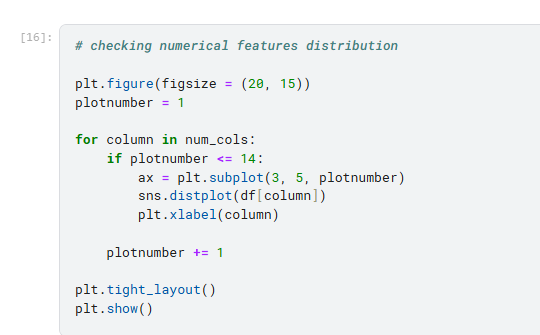 [16]:
# checking numerical features distribution
plt.figure(figsize = (20, 15))
plotnumber = 1
for column in num_cols:
    if plotnumber <= 14:
        ax = plt.subplot(3, 5, plotnumber)
        sns.distplot(df[column])
        plt.xlabel(column)
    plotnumber += 1
plt.tight_layout()
plt.show()